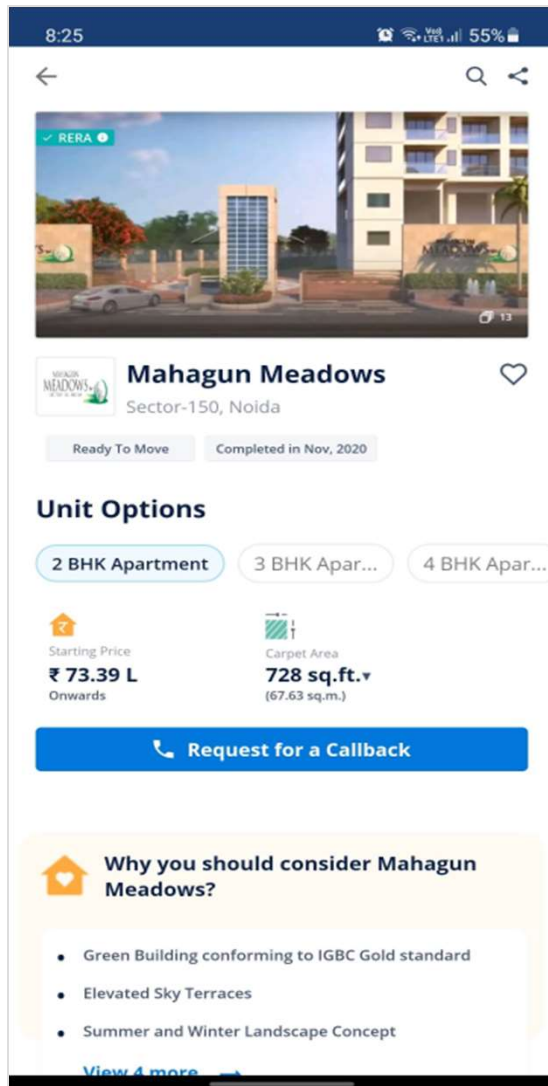 8:25
55%
✓ RERA
MEADOWS
13
MAHAGUN
MEADOWS
Mahagun Meadows
Sector-150, Noida
Ready To Move
Completed in Nov, 2020
Unit Options
2 BHK Apartment
3 BHK Apar...
4 BHK Apar...
Starting Price
₹ 73.39 L
Onwards
Carpet Area
728 sq.ft.▾
(67.63 sq.m.)
Request for a Callback
Why you should consider Mahagun
Meadows?
• Green Building conforming to IGBC Gold standard
• Elevated Sky Terraces
• Summer and Winter Landscape Concept
View 4 more →